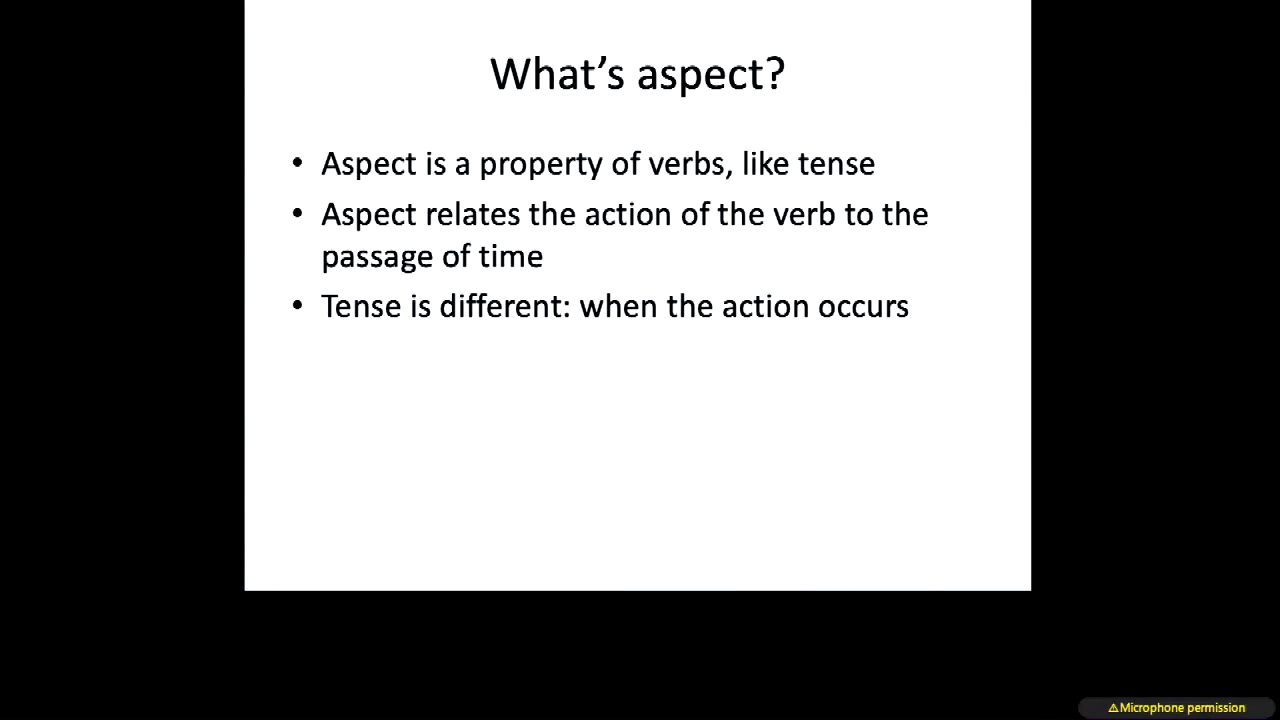 What’s aspect?
• Aspect is a property of verbs, like tense
• Aspect relates the action of the verb to the
passage of time
• Tense is different: when the action occurs
⚠Microphone permission